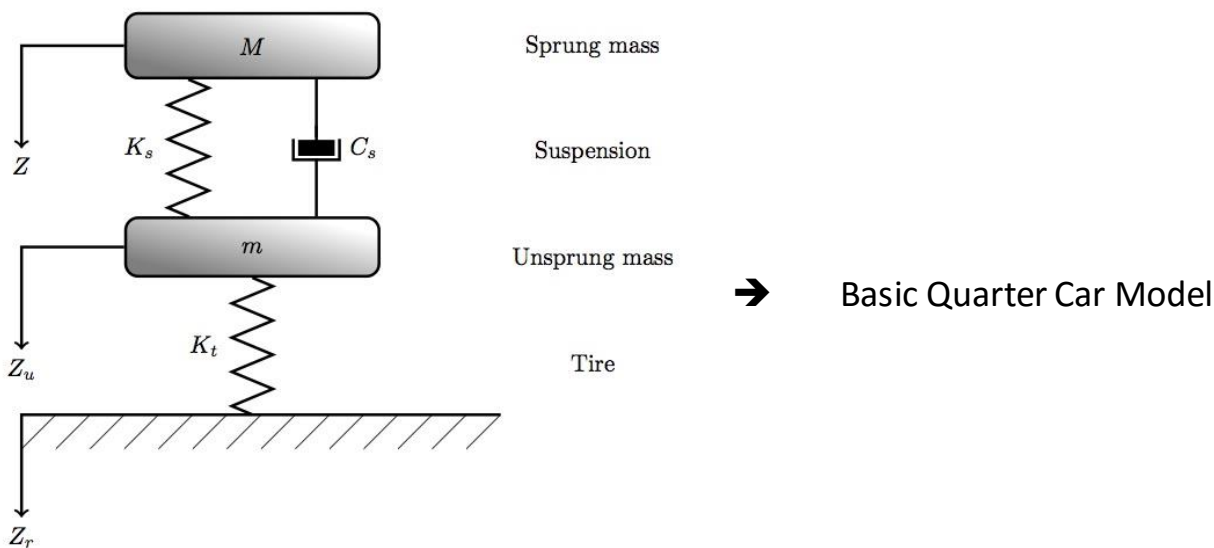 M
Sprung mass
K_s
C_s
Suspension
Z
m
Unsprung mass
➔ Basic Quarter Car Model
K_t
Tire
Z_u
Z_r